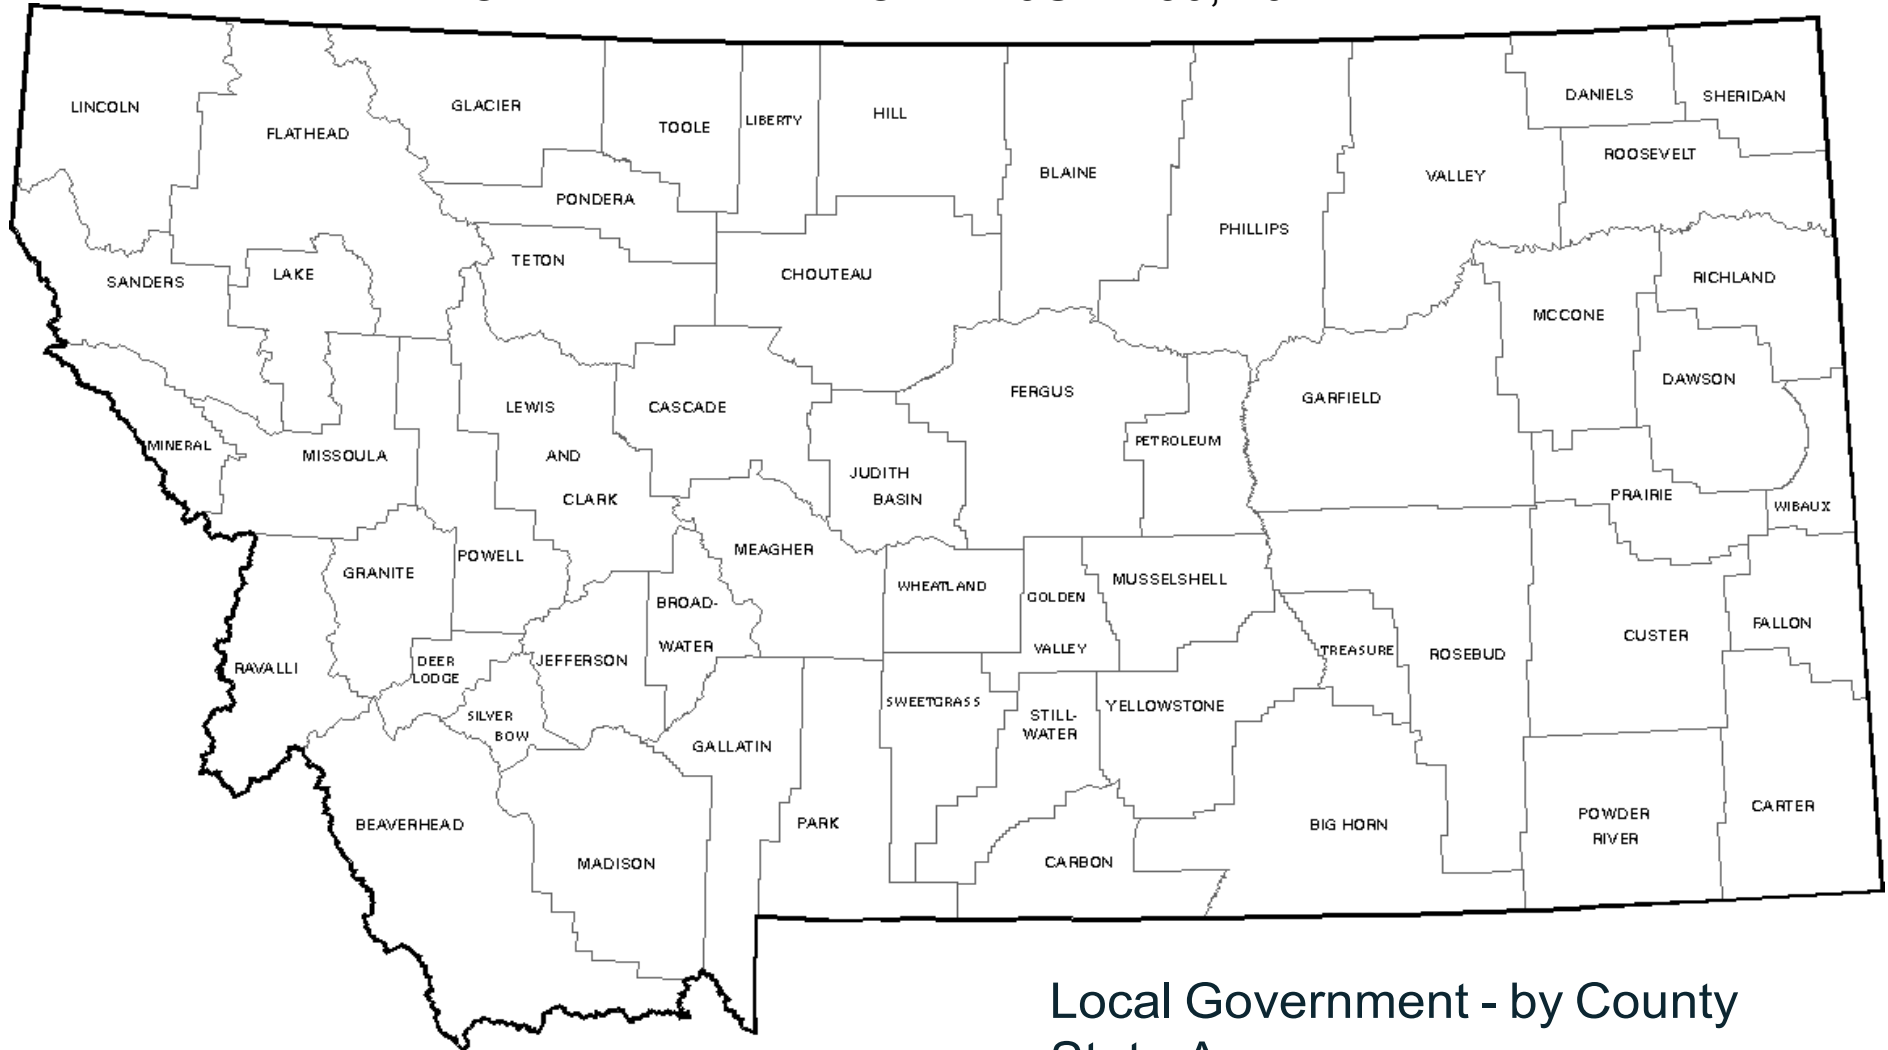 LINCOLN
FLATHEAD
GLACIER
TOOLE
LIBERTY
HILL
BLAINE
PHILLIPS
VALLEY
DANIELS
SHERIDAN
ROOSEVELT
PONDERA
TETON
CHOUTEAU
SANDERS
LAKE
RICHLAND
MCCONE
DAWSON
MINERAL
MISSOULA
LEWIS
AND
CLARK
CASCADE
JUDITH
BASIN
FERGUS
PETROLEUM
GARFIELD
PRAIRIE
WIBAUX
POWELL
GRANITE
MEAGHER
WHEATLAND
GOLDEN
VALLEY
MUSSELSHELL
BROAD-
WATER
RAVALLI
DEER
LODGE
JEFFERSON
TREASURE
ROSEBUD
CUSTER
FALLON
SILVER
BOW
GALLATIN
SWEETGRASS
STILL-
WATER
YELLOWSTONE
BEAVERHEAD
MADISON
PARK
CARBON
BIG HORN
POWDER
RIVER
CARTER
Local Government - by County